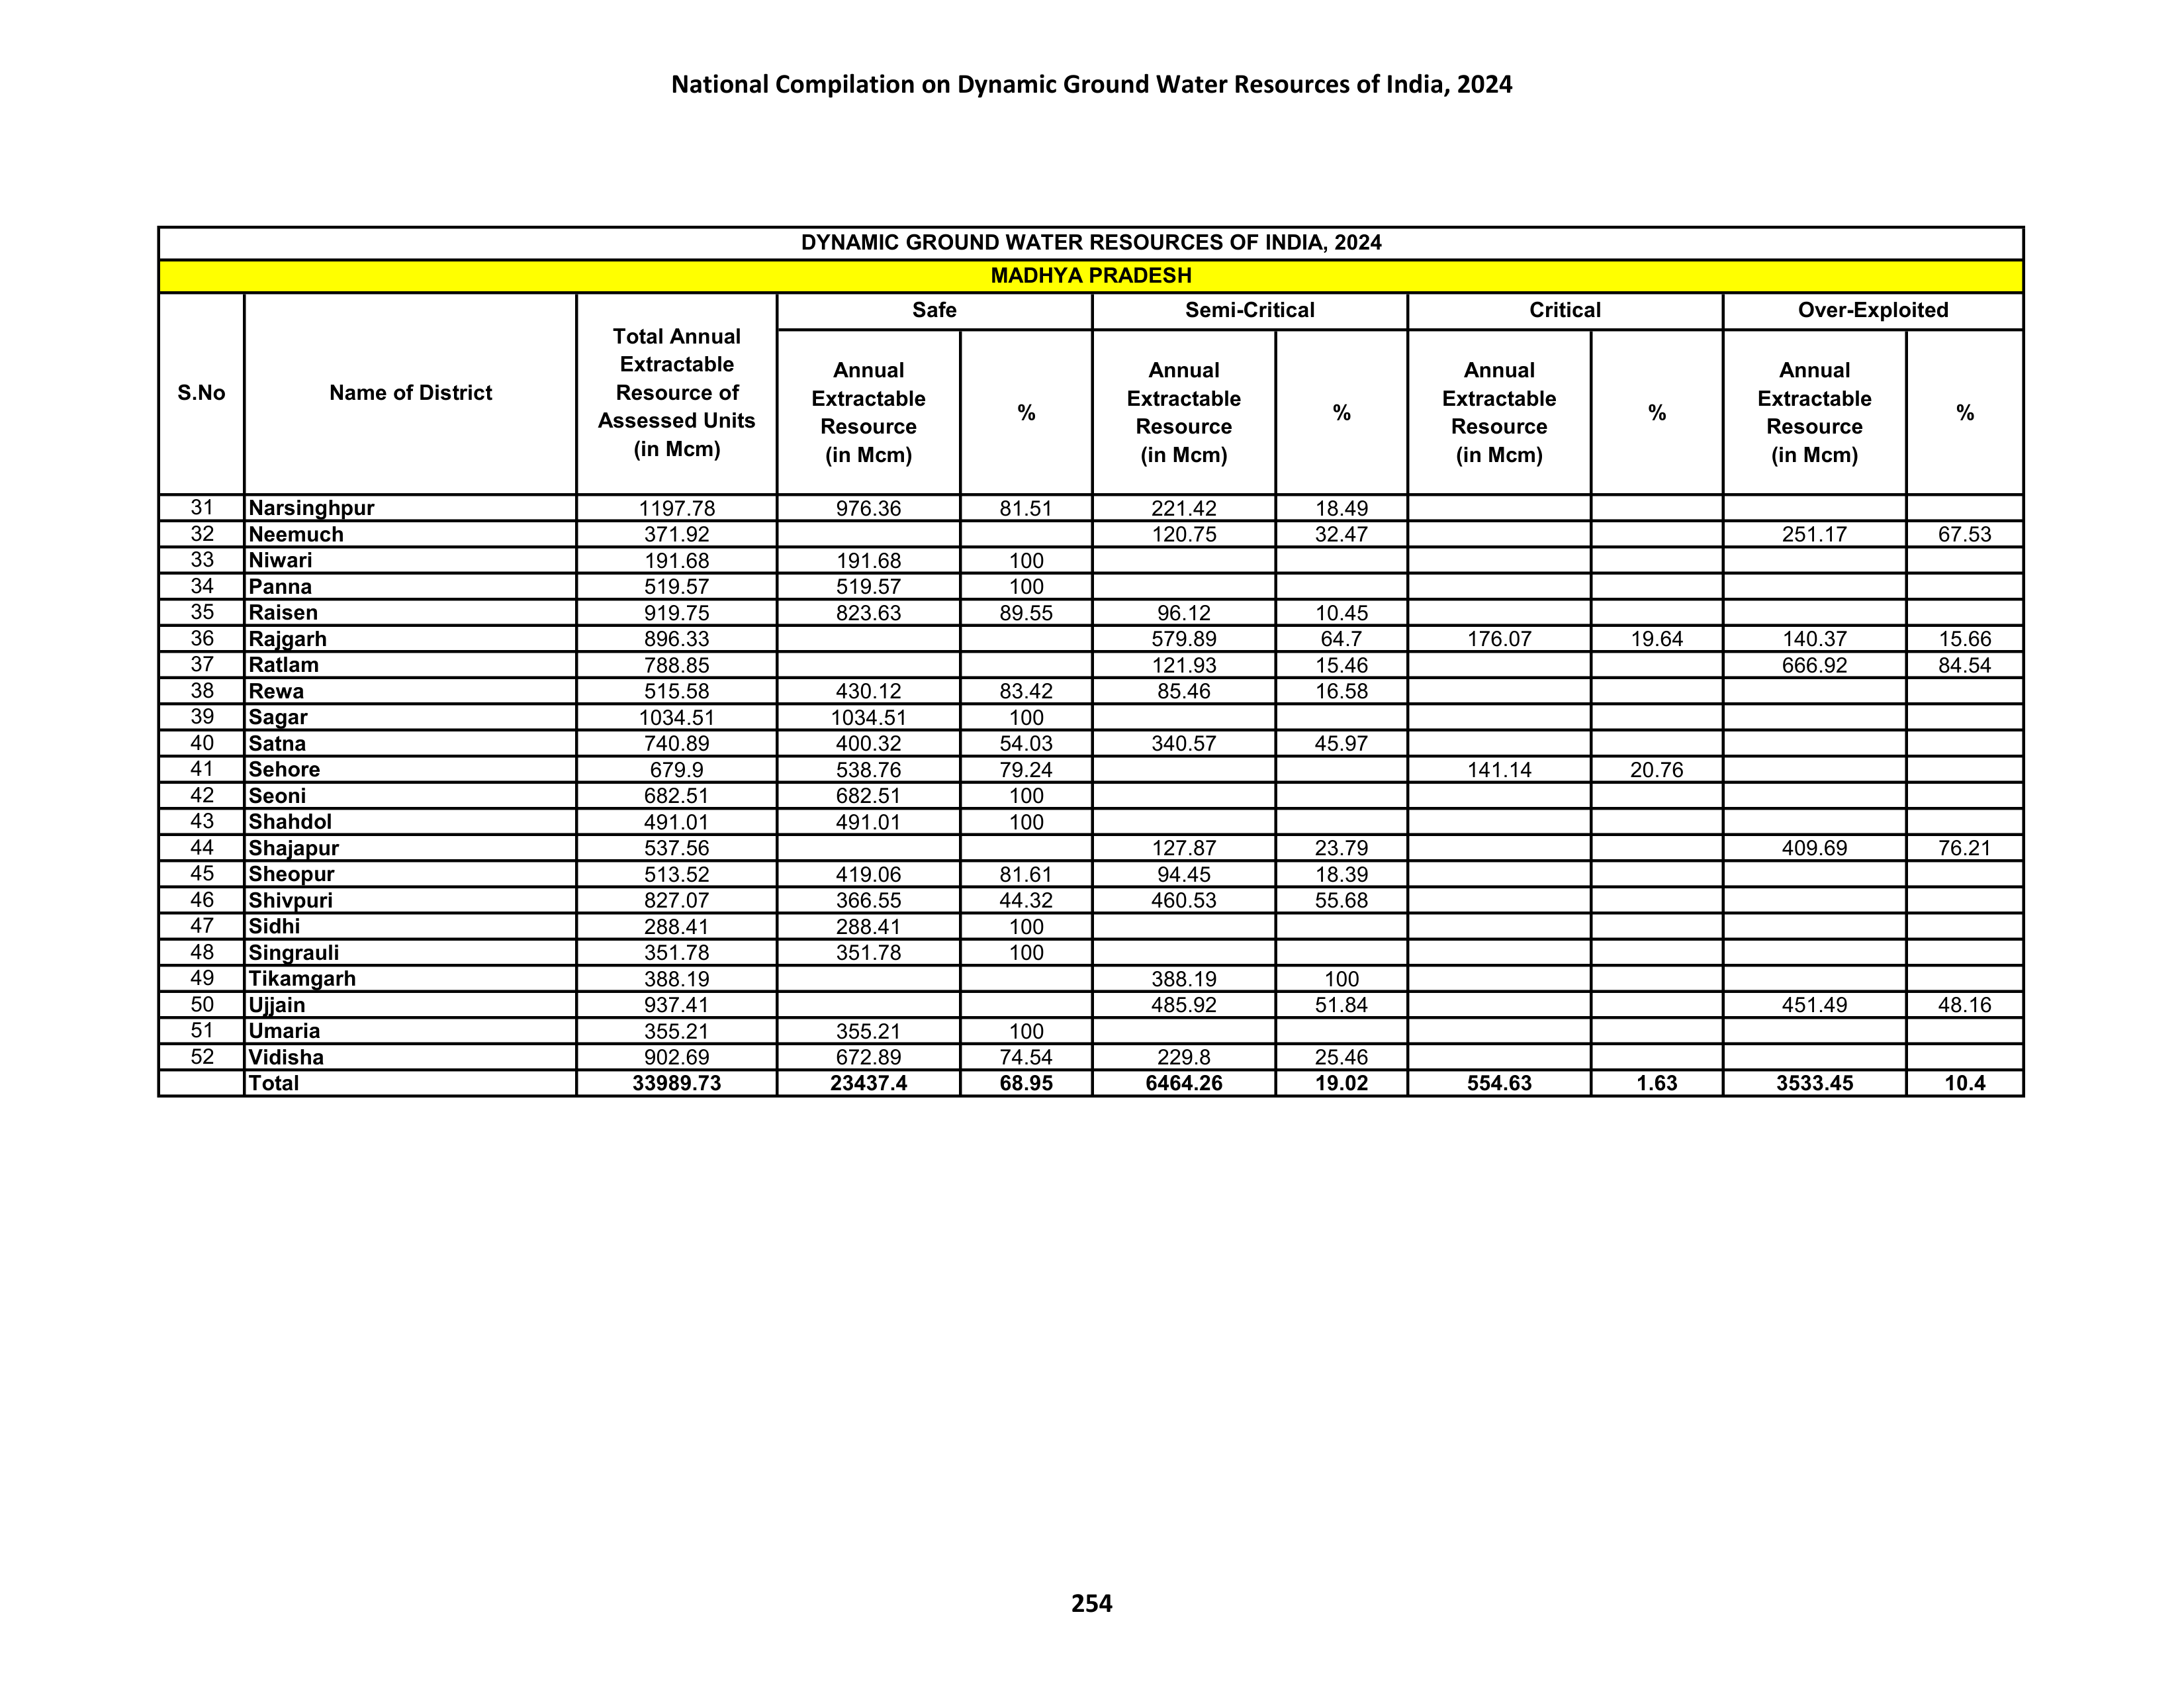 National Compilation on Dynamic Ground Water Resources of India, 2024
DYNAMIC GROUND WATER RESOURCES OF INDIA, 2024
MADHYA PRADESH
S.No Name of District Total Annual Extractable Resource of Assessed Units (in Mcm) Safe Semi-Critical Critical Over-Exploited
Annual Extractable Resource (in Mcm) % Annual Extractable Resource (in Mcm) % Annual Extractable Resource (in Mcm) % Annual Extractable Resource (in Mcm) %
31 Narsinghpur 1197.78 976.36 81.51 221.42 18.49
32 Neemuch 371.92 120.75 32.47 251.17 67.53
33 Niwari 191.68 191.68 100
34 Panna 519.57 519.57 100
35 Raisen 919.75 823.63 89.55 96.12 10.45
36 Rajgarh 896.33 579.89 64.7 176.07 19.64 140.37 15.66
37 Ratlam 788.85 121.93 15.46 666.92 84.54
38 Rewa 515.58 430.12 83.42 85.46 16.58
39 Sagar 1034.51 1034.51 100
40 Satna 740.89 400.32 54.03 340.57 45.97
41 Sehore 679.9 538.76 79.24 141.14 20.76
42 Seoni 682.51 682.51 100
43 Shahdol 491.01 491.01 100
44 Shajapur 537.56 127.87 23.79 409.69 76.21
45 Sheopur 513.52 419.06 81.61 94.45 18.39
46 Shivpuri 827.07 366.55 44.32 460.53 55.68
47 Sidhi 288.41 288.41 100
48 Singrauli 351.78 351.78 100
49 Tikamgarh 388.19 388.19 100
50 Ujjain 937.41 485.92 51.84 451.49 48.16
51 Umaria 355.21 355.21 100
52 Vidisha 902.69 672.89 74.54 229.8 25.46
Total 33989.73 23437.4 68.95 6464.26 19.02 554.63 1.63 3533.45 10.4
254